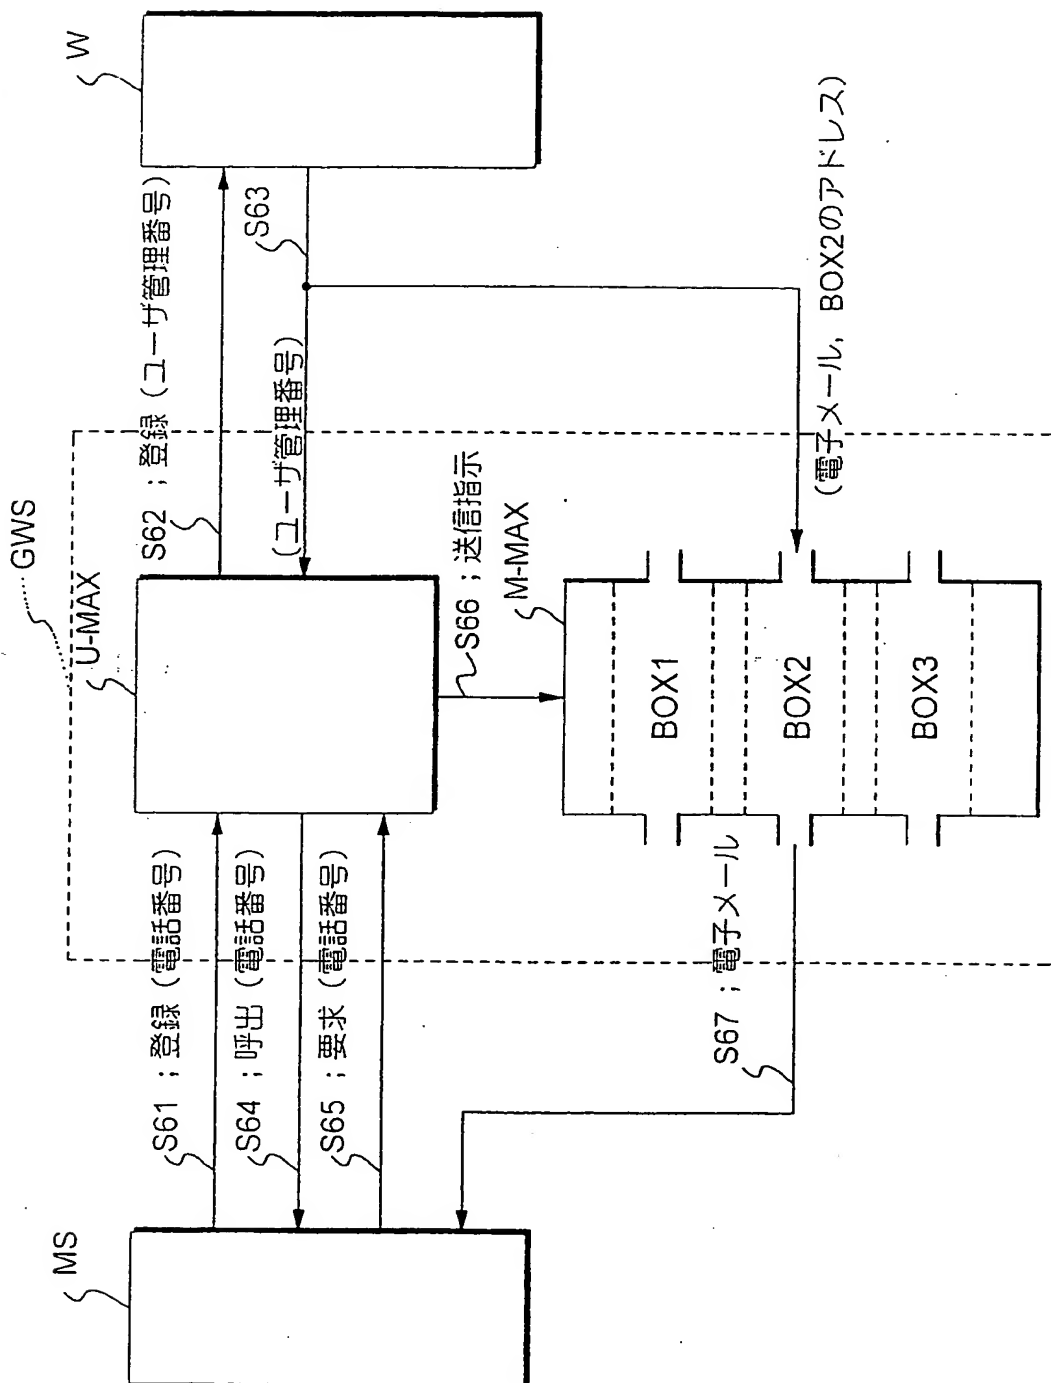 GWS
MS
U-MAX
W
S61 ; 登録 (電話番号)
S62 ; 登録 (ユーザ管理番号)
S64 ; 呼出 (電話番号)
S63
(ユーザ管理番号)
S65 ; 要求 (電話番号)
S66 ; 送信指示
M-MAX
BOX1
BOX2
BOX3
S67 ; 電子メール
(電子メール, BOX2のアドレス)